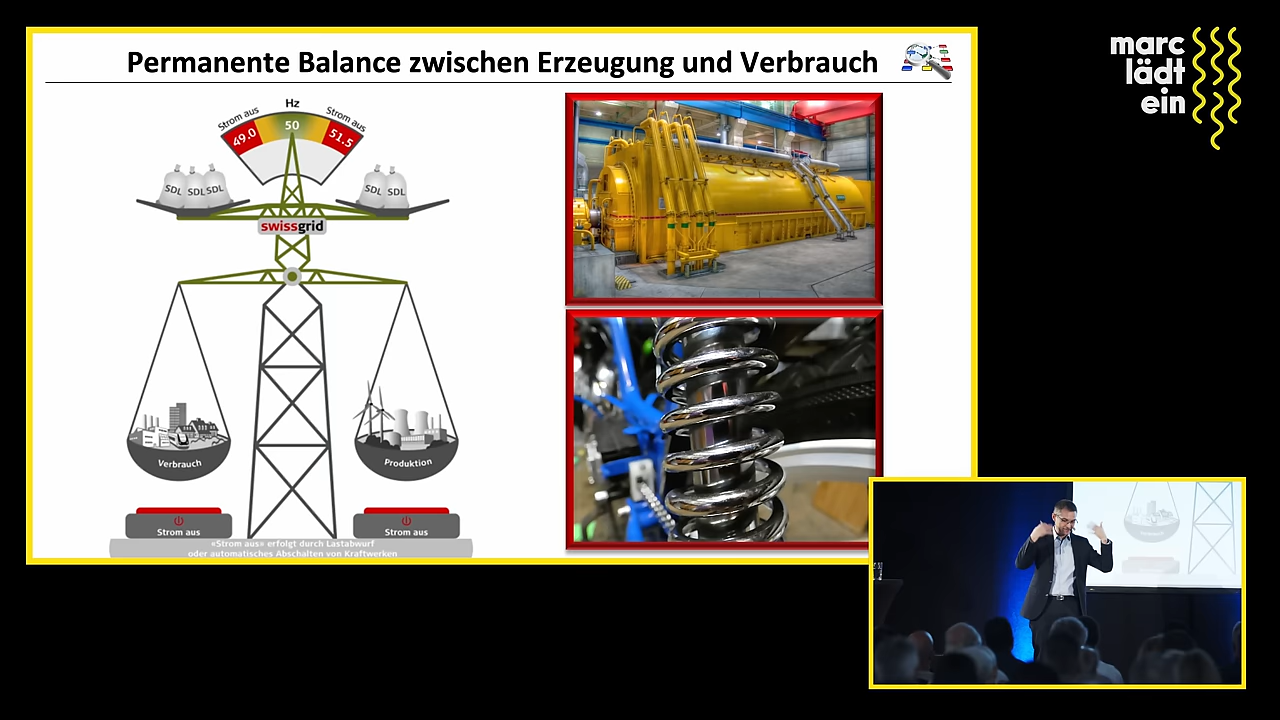 Permanente Balance zwischen Erzeugung und Verbrauch
marc
lädt
ein
Hz
Strom aus
Strom aus
49.0
50
51.5
SDL
SDL
SDL
SDL
SDL
swissgrid
Verbrauch
Produktion
Strom aus
Strom aus
«Strom aus» erfolgt durch Lastabwurf
oder automatisches Abschalten von Kraftwerken